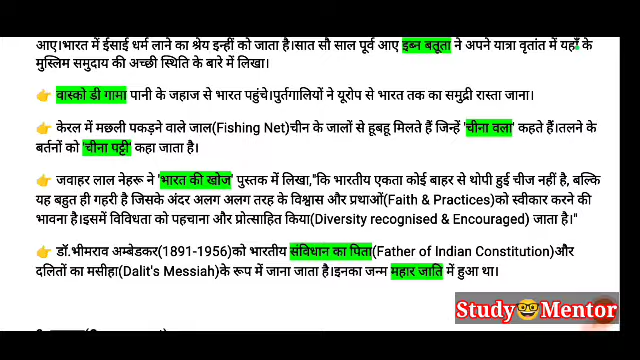 आए।भारत में ईसाई धर्म लाने का श्रेय इन्हीं को जाता है।सात सौ साल पूर्व आए इब्न बतूता ने अपने यात्रा वृतांत में यहाँ के
मुस्लिम समुदाय की अच्छी स्थिति के बारे में लिखा।
👉 वास्को डी गामा पानी के जहाज से भारत पहुंचे।पुर्तगालियों ने यूरोप से भारत तक का समुद्री रास्ता जाना।
👉 केरल में मछली पकड़ने वाले जाल(Fishing Net)चीन के जालों से हूबहू मिलते हैं जिन्हें 'चीना वला' कहते हैं।तलने के
बर्तनों को 'चीना पट्टी' कहा जाता है।
👉 जवाहर लाल नेहरू ने 'भारत की खोज' पुस्तक में लिखा,"कि भारतीय एकता कोई बाहर से थोपी हुई चीज नहीं है, बल्कि
यह बहुत ही गहरी है जिसके अंदर अलग अलग तरह के विश्वास और प्रथाओं(Faith & Practices)को स्वीकार करने की
भावना है।इसमें विविधता को पहचाना और प्रोत्साहित किया(Diversity recognised & Encouraged) जाता है।"
👉 डॉ.भीमराव अम्बेडकर(1891-1956)को भारतीय संविधान का पिता(Father of Indian Constitution)और
दलितों का मसीहा(Dalit's Messiah)के रूप में जाना जाता है।इनका जन्म महार जाति में हुआ था।
Study🤓Mentor